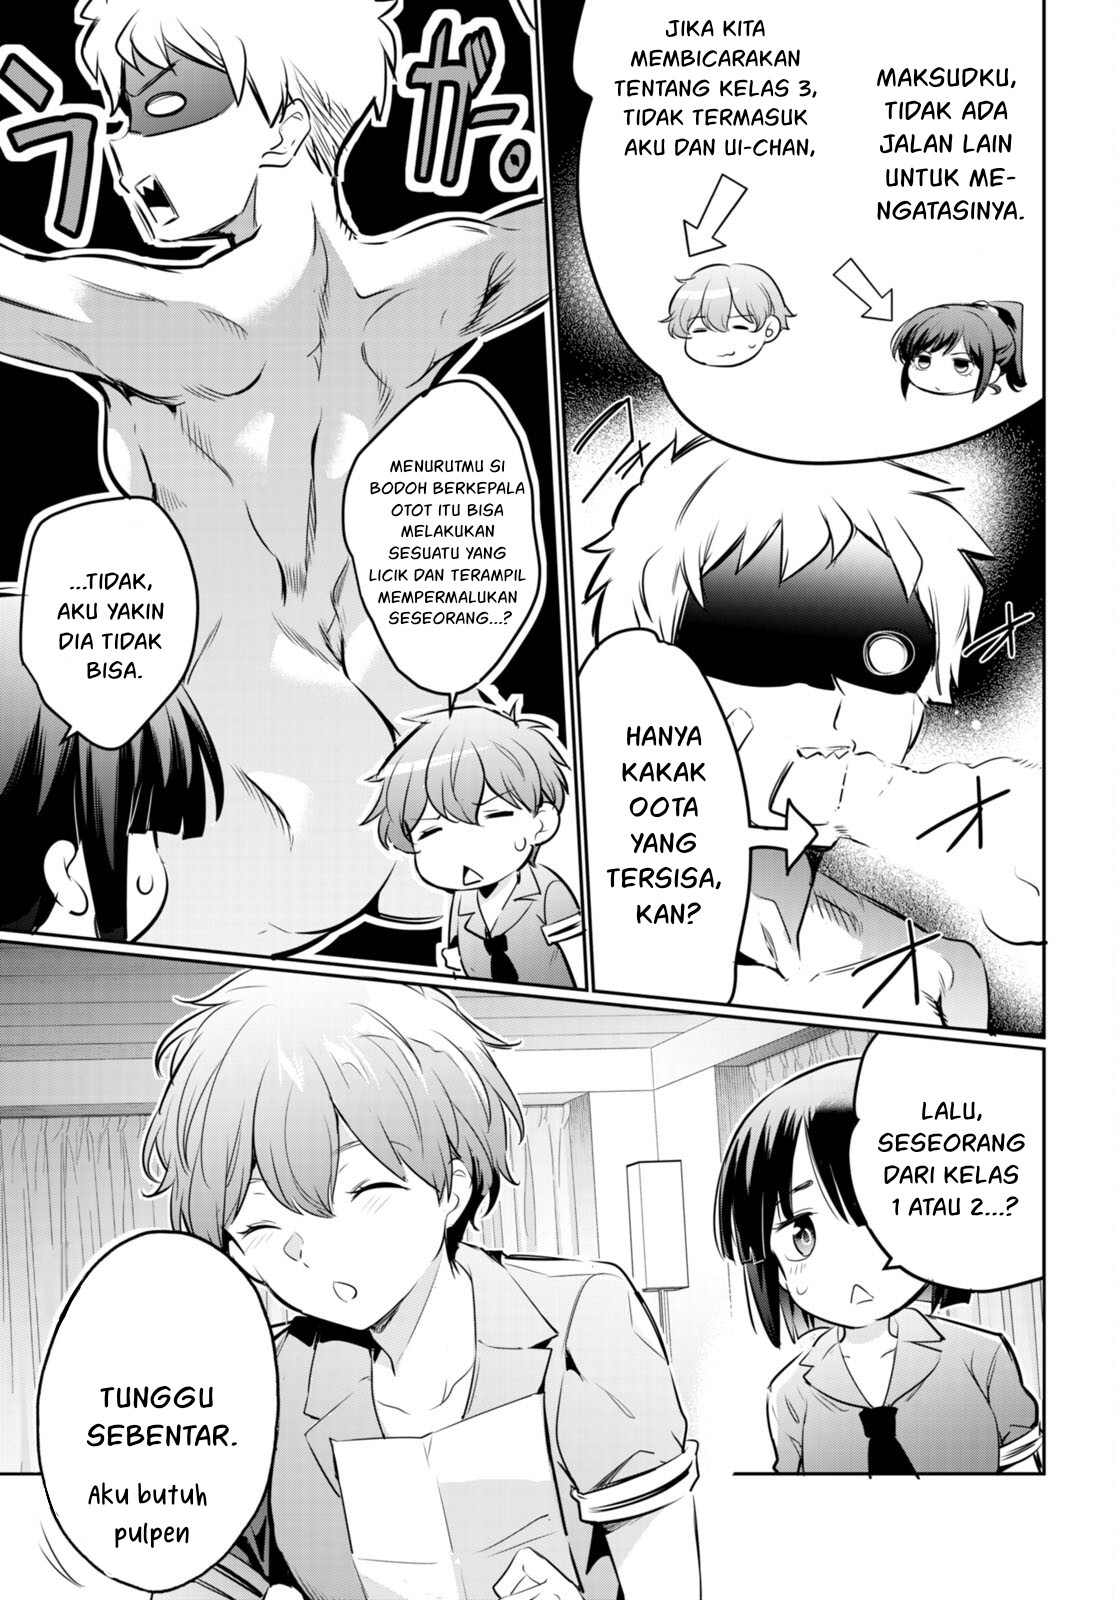 MAKSUDKU,
TIDAK ADA
JALAN LAIN
UNTUK ME-
NGATASINYA.
JIKA KITA
MEMBICARAKAN
TENTANG KELAS 3,
TIDAK TERMASUK
AKU DAN UI-CHAN,
HANYA
KAKAK
OOTA
YANG
TERSISA,
KAN?
ガー
うっ
MENURUTMU SI
BODOH BERKEPALA
OTOT ITU BISA
MELAKUKAN
SESUATU YANG
LICIK DAN TERAMPIL
MEMPERMALUKAN
SESEORANG...?
...TIDAK,
AKU YAKIN
DIA TIDAK
BISA.
LALU,
SESEORANG
DARI KELAS
1 ATAU 2...?
TUNGGU
SEBENTAR.
Aku butuh
pulpen